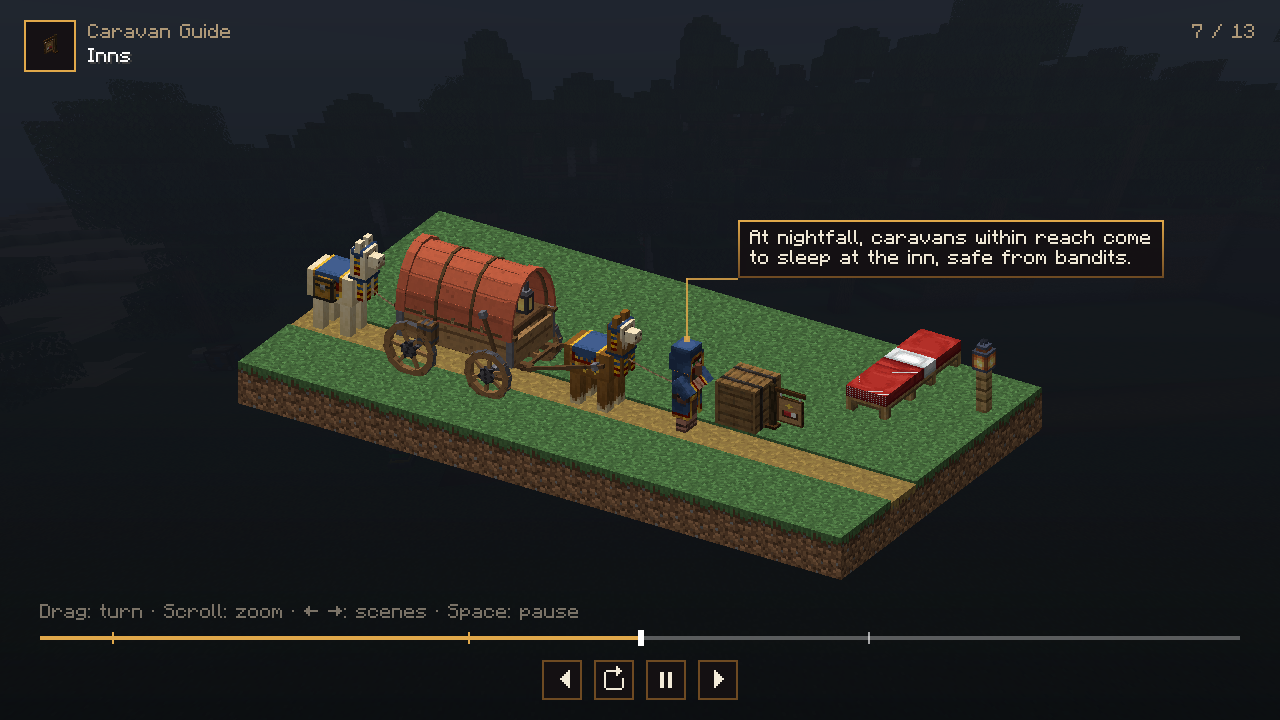 Caravan Guide
Inns
7 / 13
At nightfall, caravans within reach come
to sleep at the inn, safe from bandits.
Drag: turn · Scroll: zoom · ← →: scenes · Space: pause